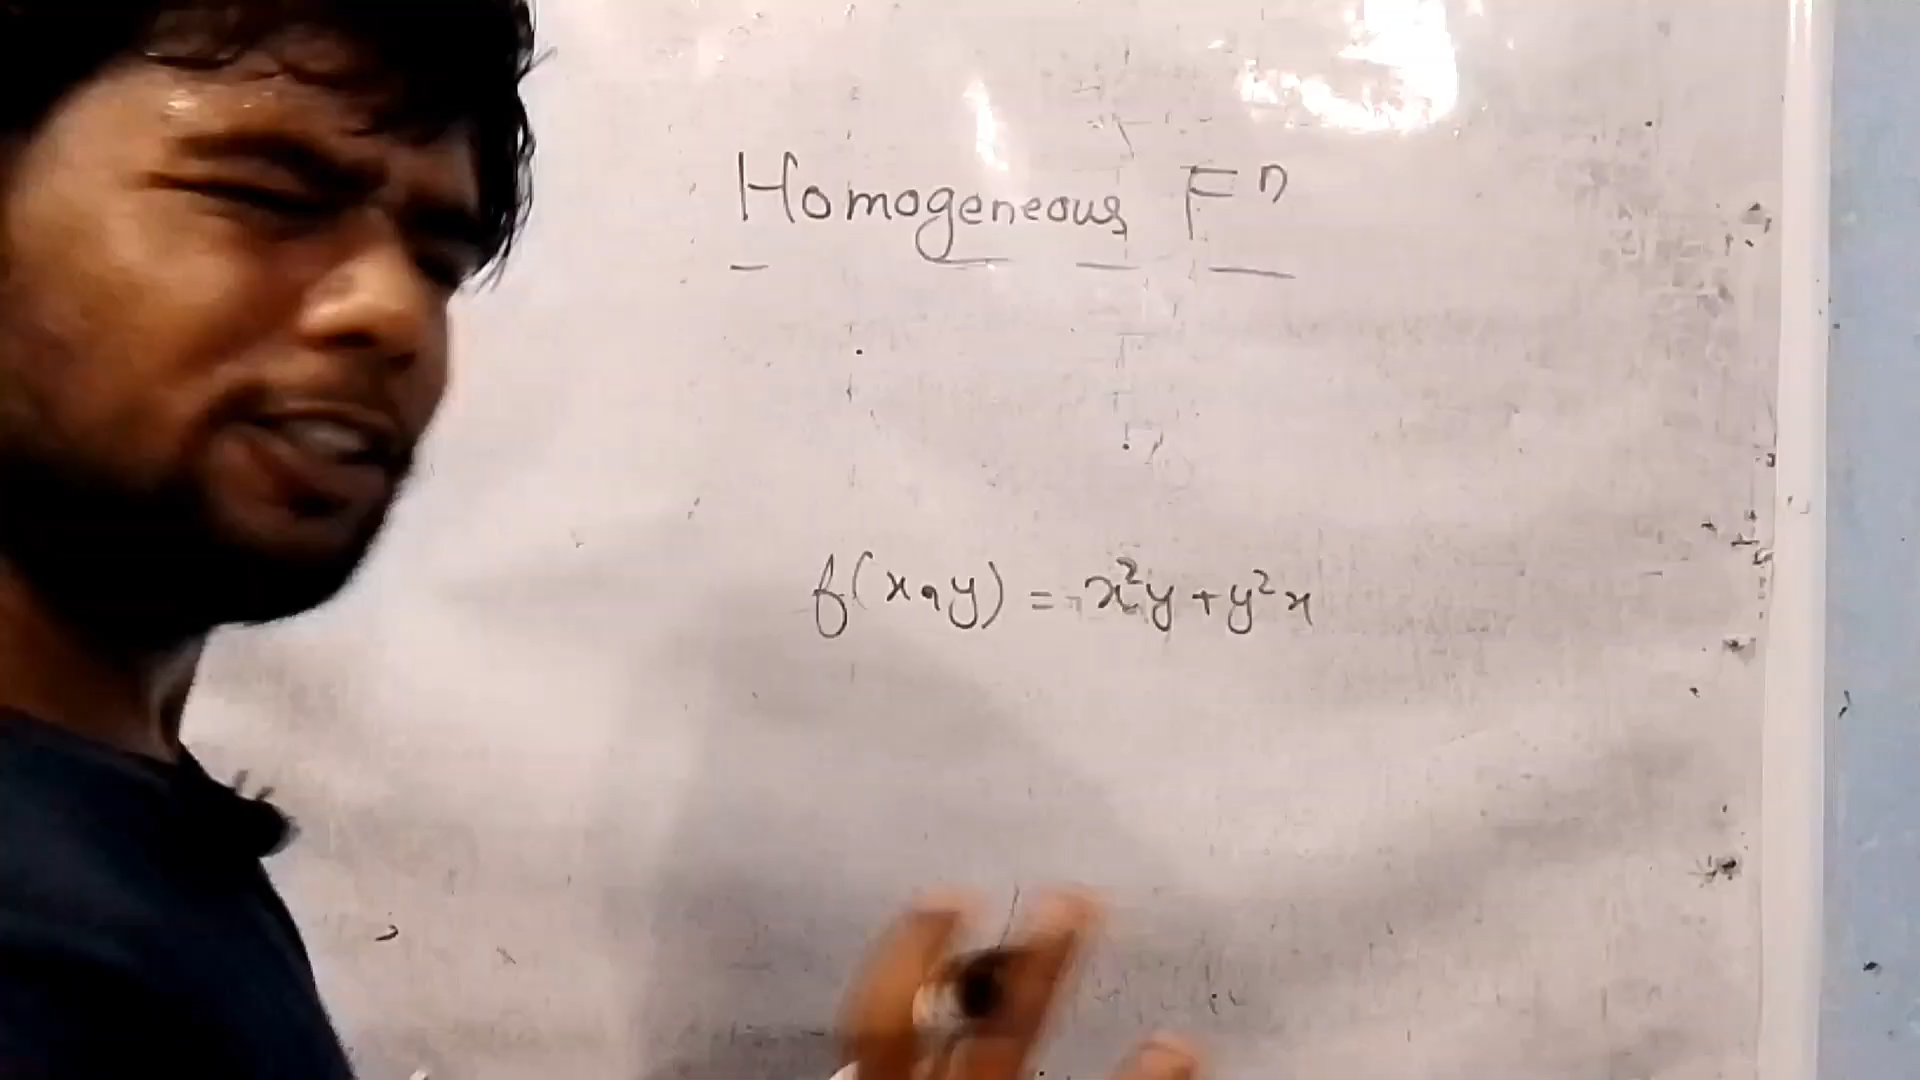 Homogeneous Fⁿ
f(x,y) = x²y + y²x